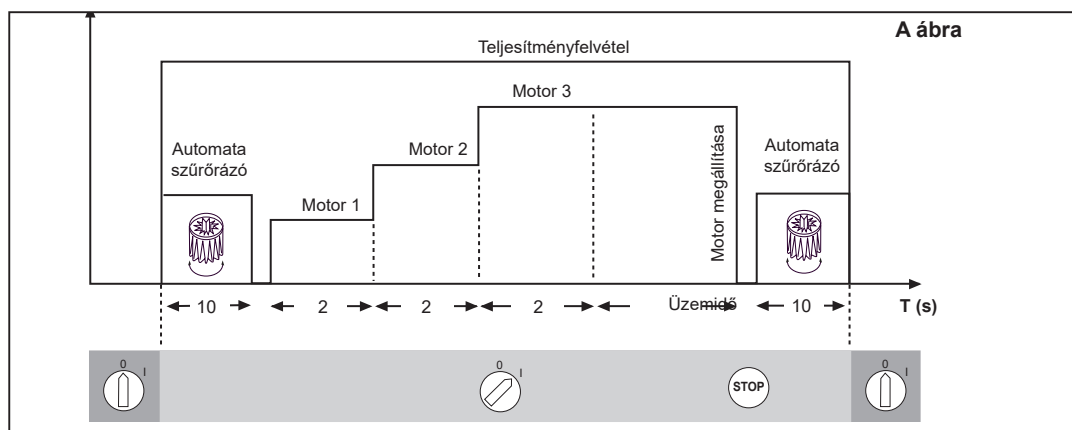 A ábra
Teljesítményfelvétel
Motor 3
Automata
szűrőrázó
Motor 2
Motor 1
Motor megállítása
Automata
szűrőrázó
10
2
2
2
Üzemidő
10
T (s)
0
I
0
I
STOP
0
I